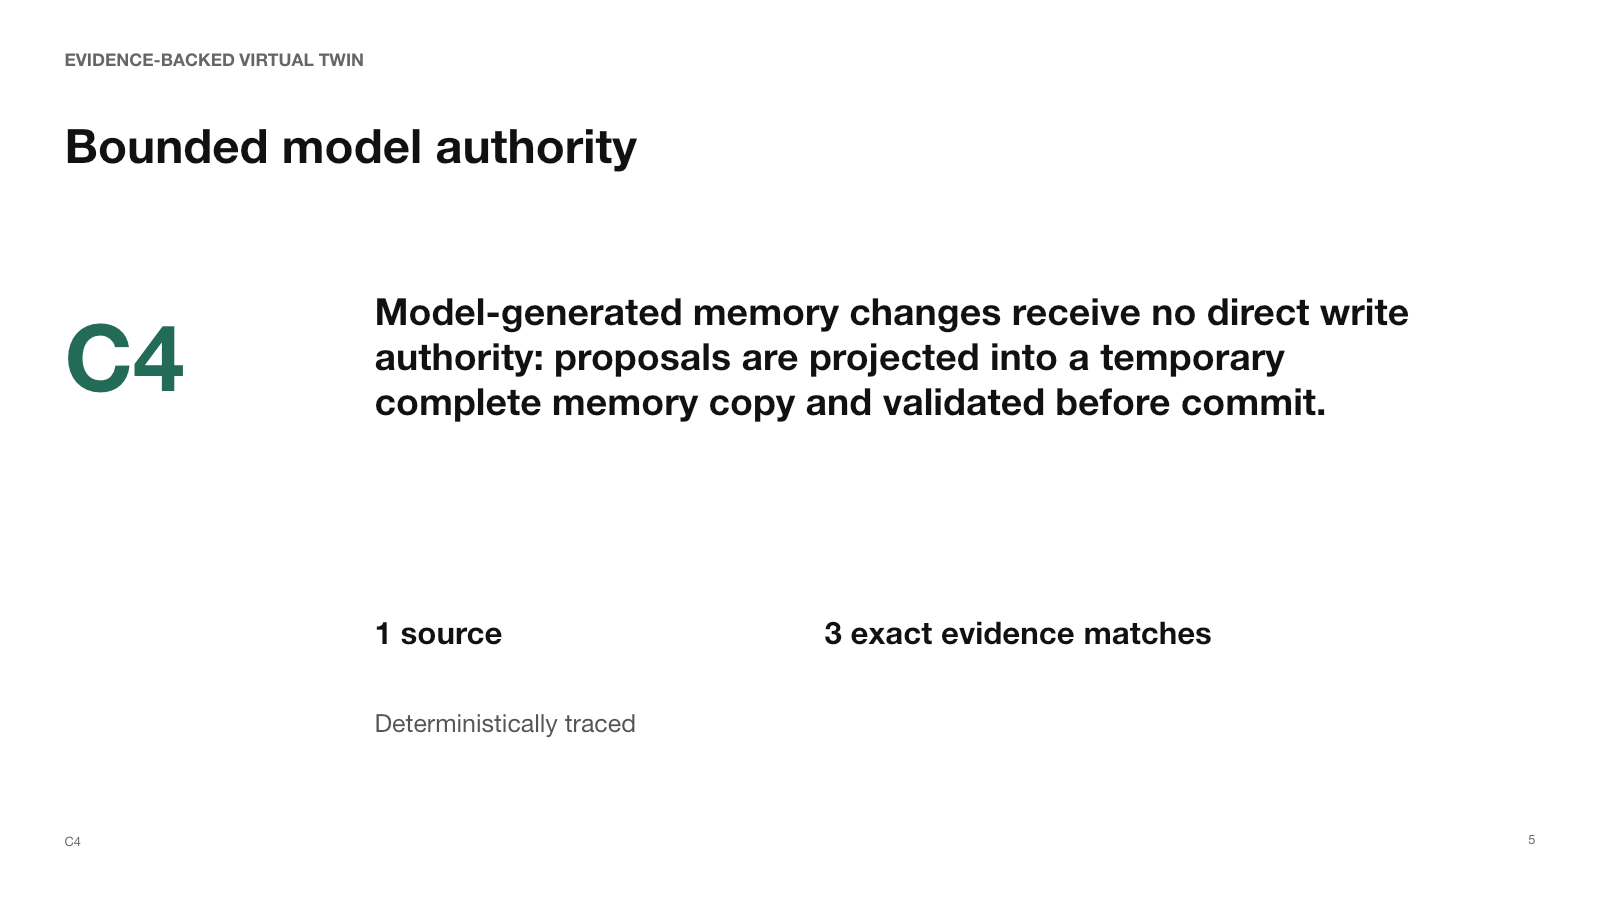 EVIDENCE-BACKED VIRTUAL TWIN
Bounded model authority
C4
Model-generated memory changes receive no direct write
authority: proposals are projected into a temporary
complete memory copy and validated before commit.
1 source
3 exact evidence matches
Deterministically traced
C4
5